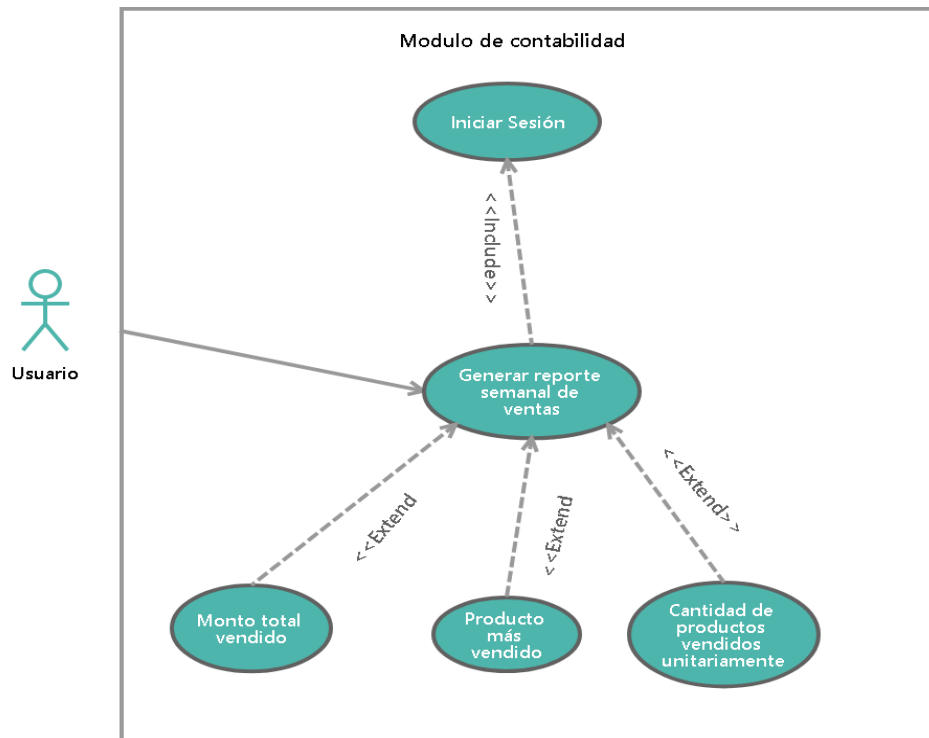 Modulo de contabilidad
Iniciar Sesión
<<Include>>
Usuario
Generar reporte
semanal de
ventas
<<Extend
<<Extend
<<Extend>>
Monto total
vendido
Producto
más
vendido
Cantidad de
productos
vendidos
unitariamente